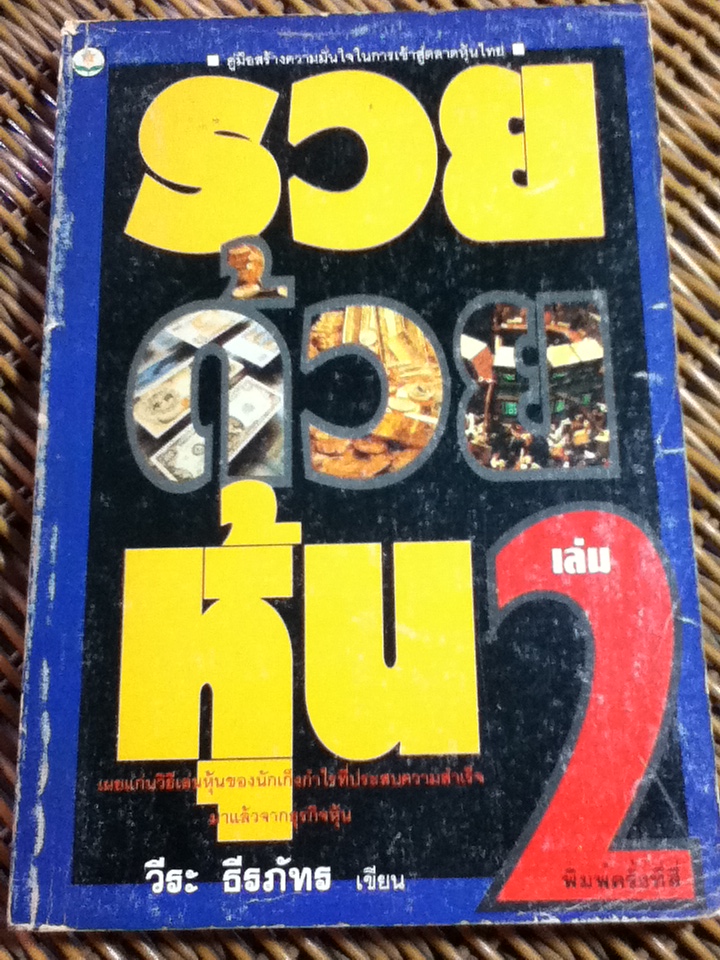 คู่มือสร้างความมั่นใจในการเข้าสู่ตลาดหุ้นไทย
รวย
ด้วย
หุ้น
เล่น
2
เผยแก่นวิธีเล่นหุ้นของนักเก็งกำไรที่ประสบความสำเร็จ
มาแล้วจากธุรกิจหุ้น
วีระ ธีรภัทร เขียน
พิมพ์ครั้งที่สี่